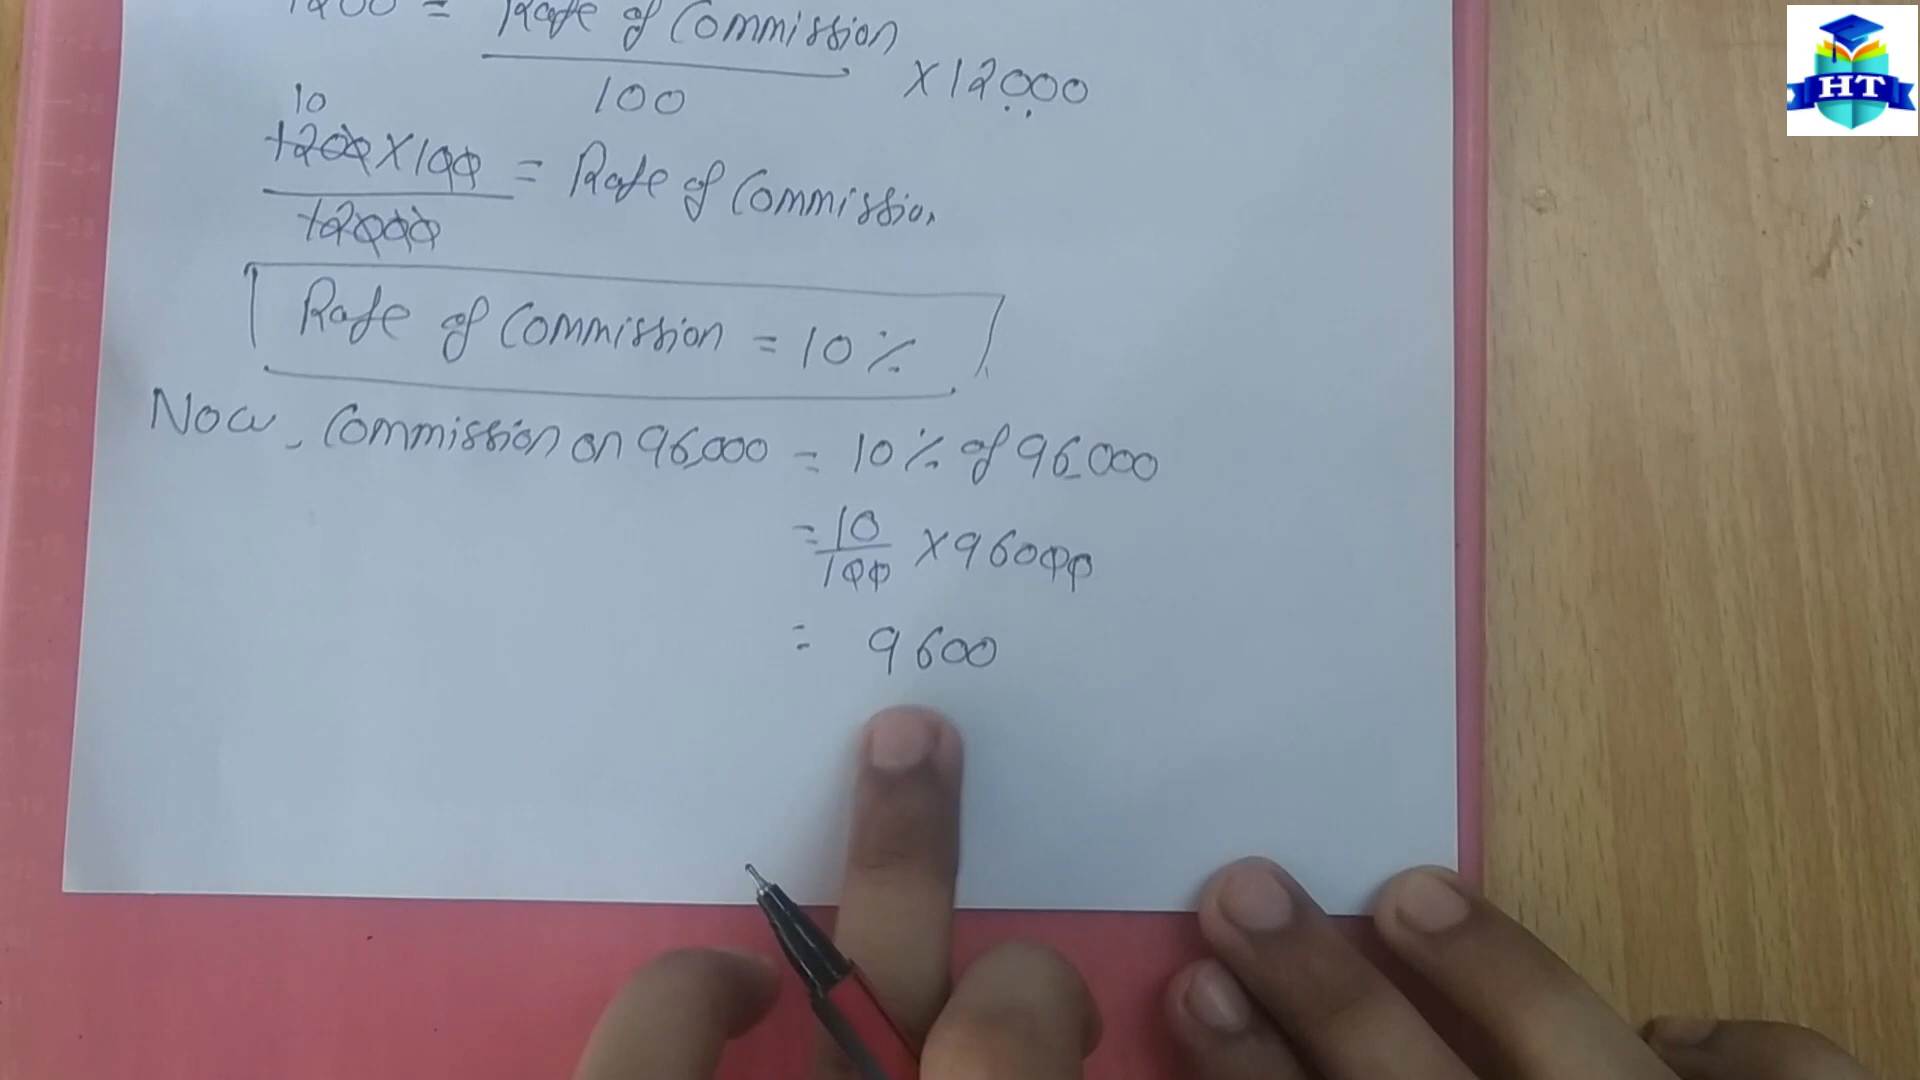 1200 = Rate of Commission / 100 × 12000
10
1200 × 100 / 12000 = Rate of Commission
Rate of Commission = 10%
Now, Commission on 96,000 = 10% of 96,000
= 10/100 × 96000
= 9600
HT